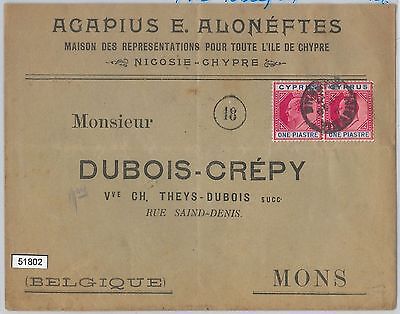 AGAPIUS E. ALONÉFTES
MAISON DES REPRESENTATIONS POUR TOUTE L'ILE DE CHYPRE
NICOSIE-CHYPRE
18
CYPRUS CYPRUS
ONE PIASTRE ONE PIASTRE
Monsieur
DUBOIS-CRÉPY
Vve CH. THEYS-DUBOIS succ.
RUE SAIND-DENIS.
51802
(BELGIQUE)
MONS